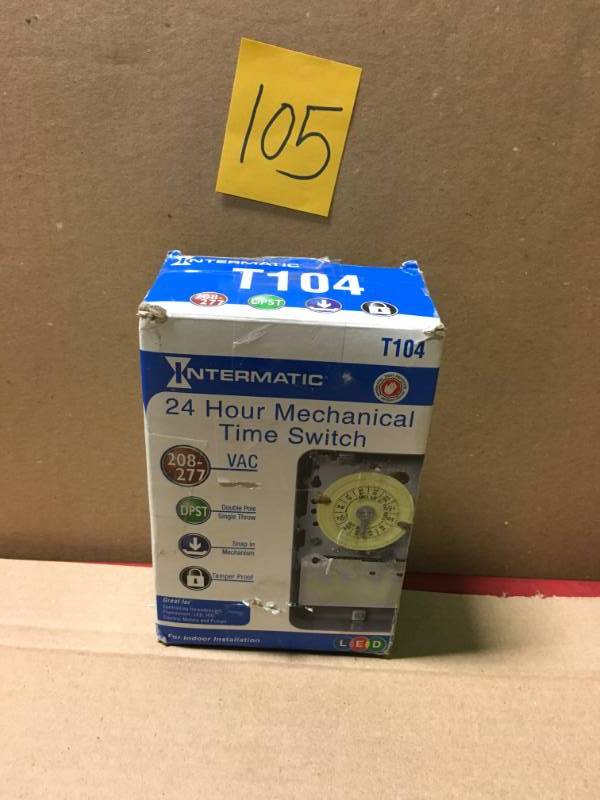 105
INTERMATIC
T104
208-
277
DPST
T104
INTERMATIC
24 Hour Mechanical
Time Switch
208-
277
VAC
DPST
Double Pole
Single Throw
Snap in
Mechanism
Tamper Proof
Great for
For Indoor Installation
LED